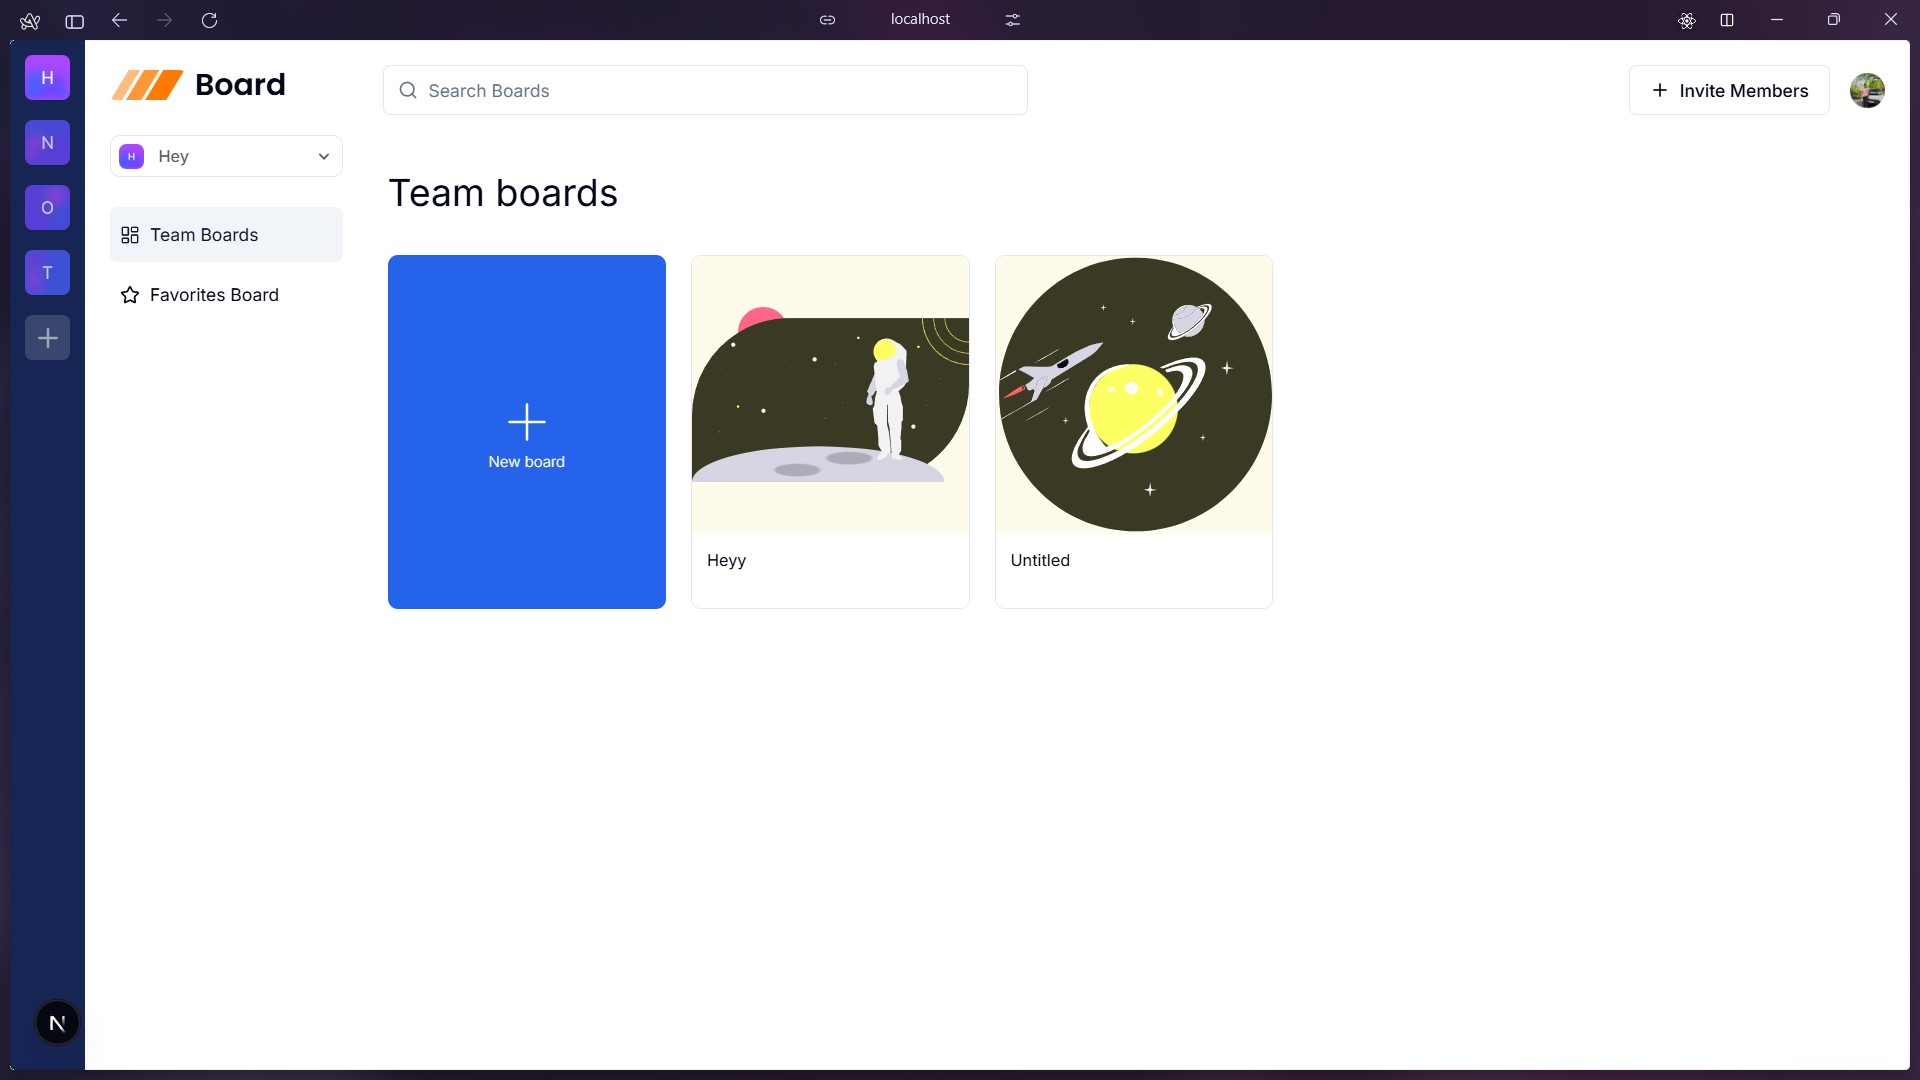 localhost
H
N
O
T
Board
H Hey
Team Boards
Favorites Board
Search Boards
Invite Members
Team boards
New board
Heyy
Untitled
N